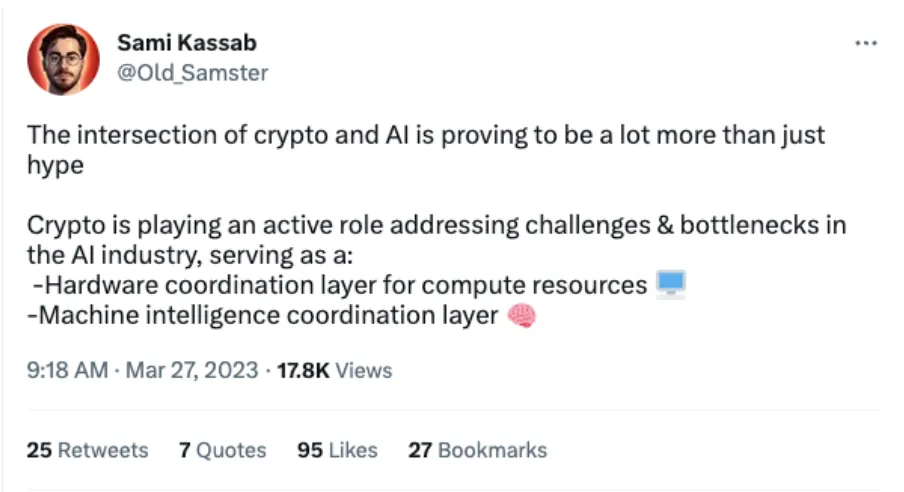 Sami Kassab
@Old_Samster
The intersection of crypto and AI is proving to be a lot more than just
hype
Crypto is playing an active role addressing challenges & bottlenecks in
the AI industry, serving as a:
-Hardware coordination layer for compute resources 🖥️
-Machine intelligence coordination layer 🧠
9:18 AM · Mar 27, 2023 · 17.8K Views
25 Retweets 7 Quotes 95 Likes 27 Bookmarks